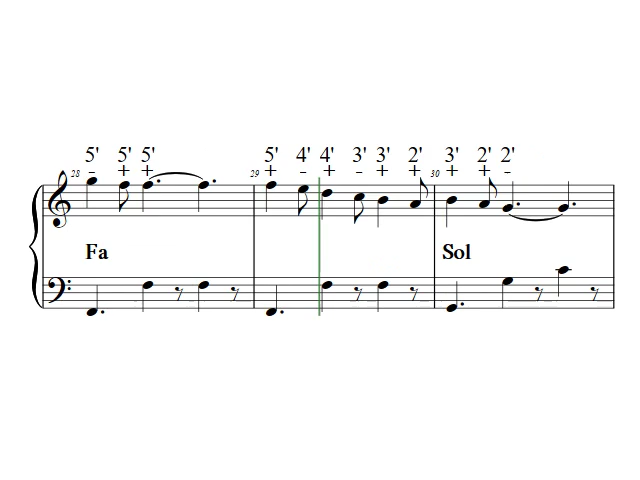 5' 5' 5' 5' 4' 4' 3' 3' 2' 3' 2' 2'
28 – + + 29 + – + – + + 30 + + –
Fa Sol